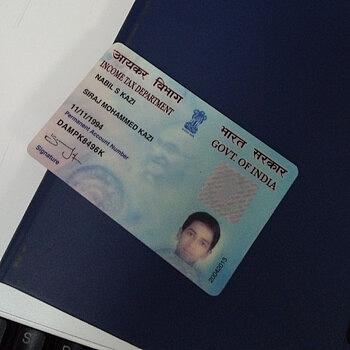 आयकर विभाग
INCOME TAX DEPARTMENT
भारत सरकार
GOVT. OF INDIA
NABIL S KAZI
SIRAJ MOHAMMED KAZI
11/11/1994
Permanent Account Number
DAMPK8496K
Signature
20042013
S